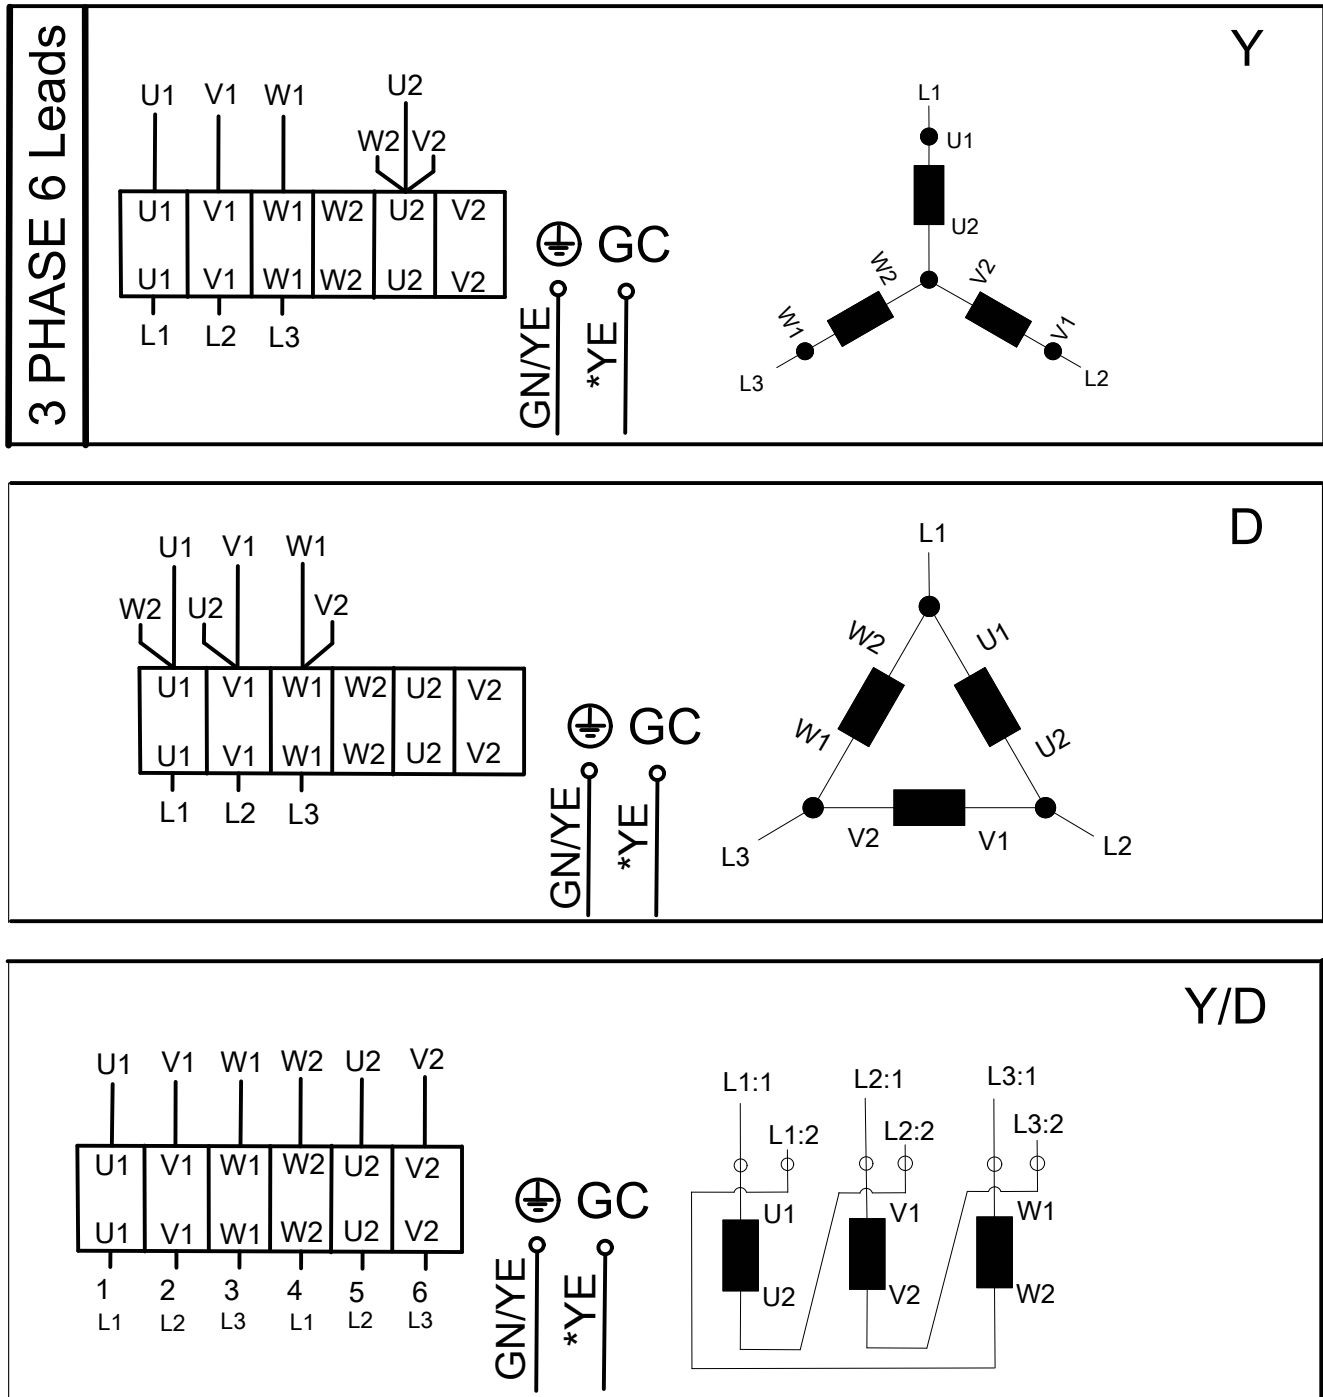 3 PHASE 6 Leads
Y
U1 V1 W1 U2
W2 V2
U1 V1 W1 W2 U2 V2
U1 V1 W1 W2 U2 V2
L1 L2 L3
GC
GN/YE *YE
L1
U1
U2
W2 V2
W1 V1
L3 L2
D
U1 V1 W1
W2 U2 V2
U1 V1 W1 W2 U2 V2
U1 V1 W1 W2 U2 V2
L1 L2 L3
GC
GN/YE *YE
L1
W2 U1
W1 U2
V2 V1
L3 L2
Y/D
U1 V1 W1 W2 U2 V2
U1 V1 W1 W2 U2 V2
U1 V1 W1 W2 U2 V2
1 2 3 4 5 6
L1 L2 L3 L1 L2 L3
GC
GN/YE *YE
L1:1 L2:1 L3:1
L1:2 L2:2 L3:2
U1 V1 W1
U2 V2 W2